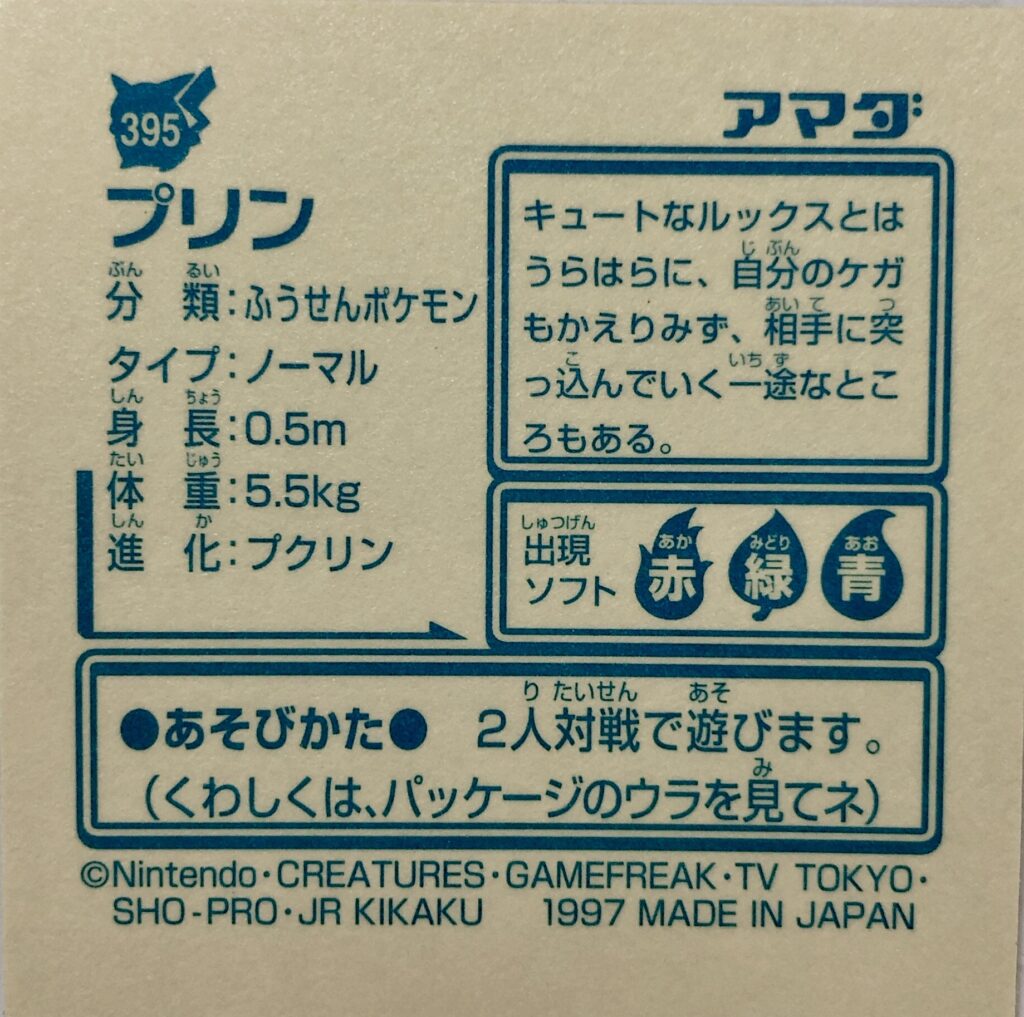 395
アマダ
プリン
分類:ふうせんポケモン
タイプ:ノーマル
身長:0.5m
体重:5.5kg
進化:プクリン
キュートなルックスとは
うらはらに、自分のケガ
もかえりみず、相手に突
っ込んでいく一途なとこ
ろもある。
出現
ソフト
赤 緑 青
●あそびかた● 2人対戦で遊びます。
(くわしくは、パッケージのウラを見てネ)
©Nintendo・CREATURES・GAMEFREAK・TV TOKYO・
SHO-PRO・JR KIKAKU 1997 MADE IN JAPAN